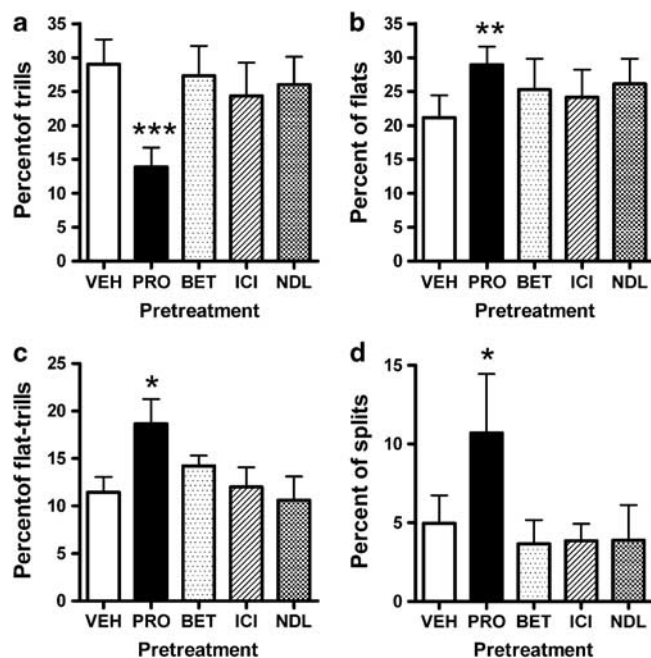 a
Percentof trills
35
30
25
20
15
10
5
0
***
VEH PRO BET ICI NDL
Pretreatment
b
Percent of flats
35
30
25
20
15
10
5
0
**
VEH PRO BET ICI NDL
Pretreatment
c
Percentof flat-trills
25
20
15
10
5
0
*
VEH PRO BET ICI NDL
Pretreatment
d
Percent of splits
15
10
5
0
*
VEH PRO BET ICI NDL
Pretreatment